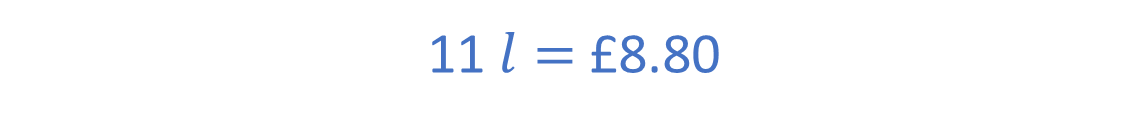 11 l = £8.80